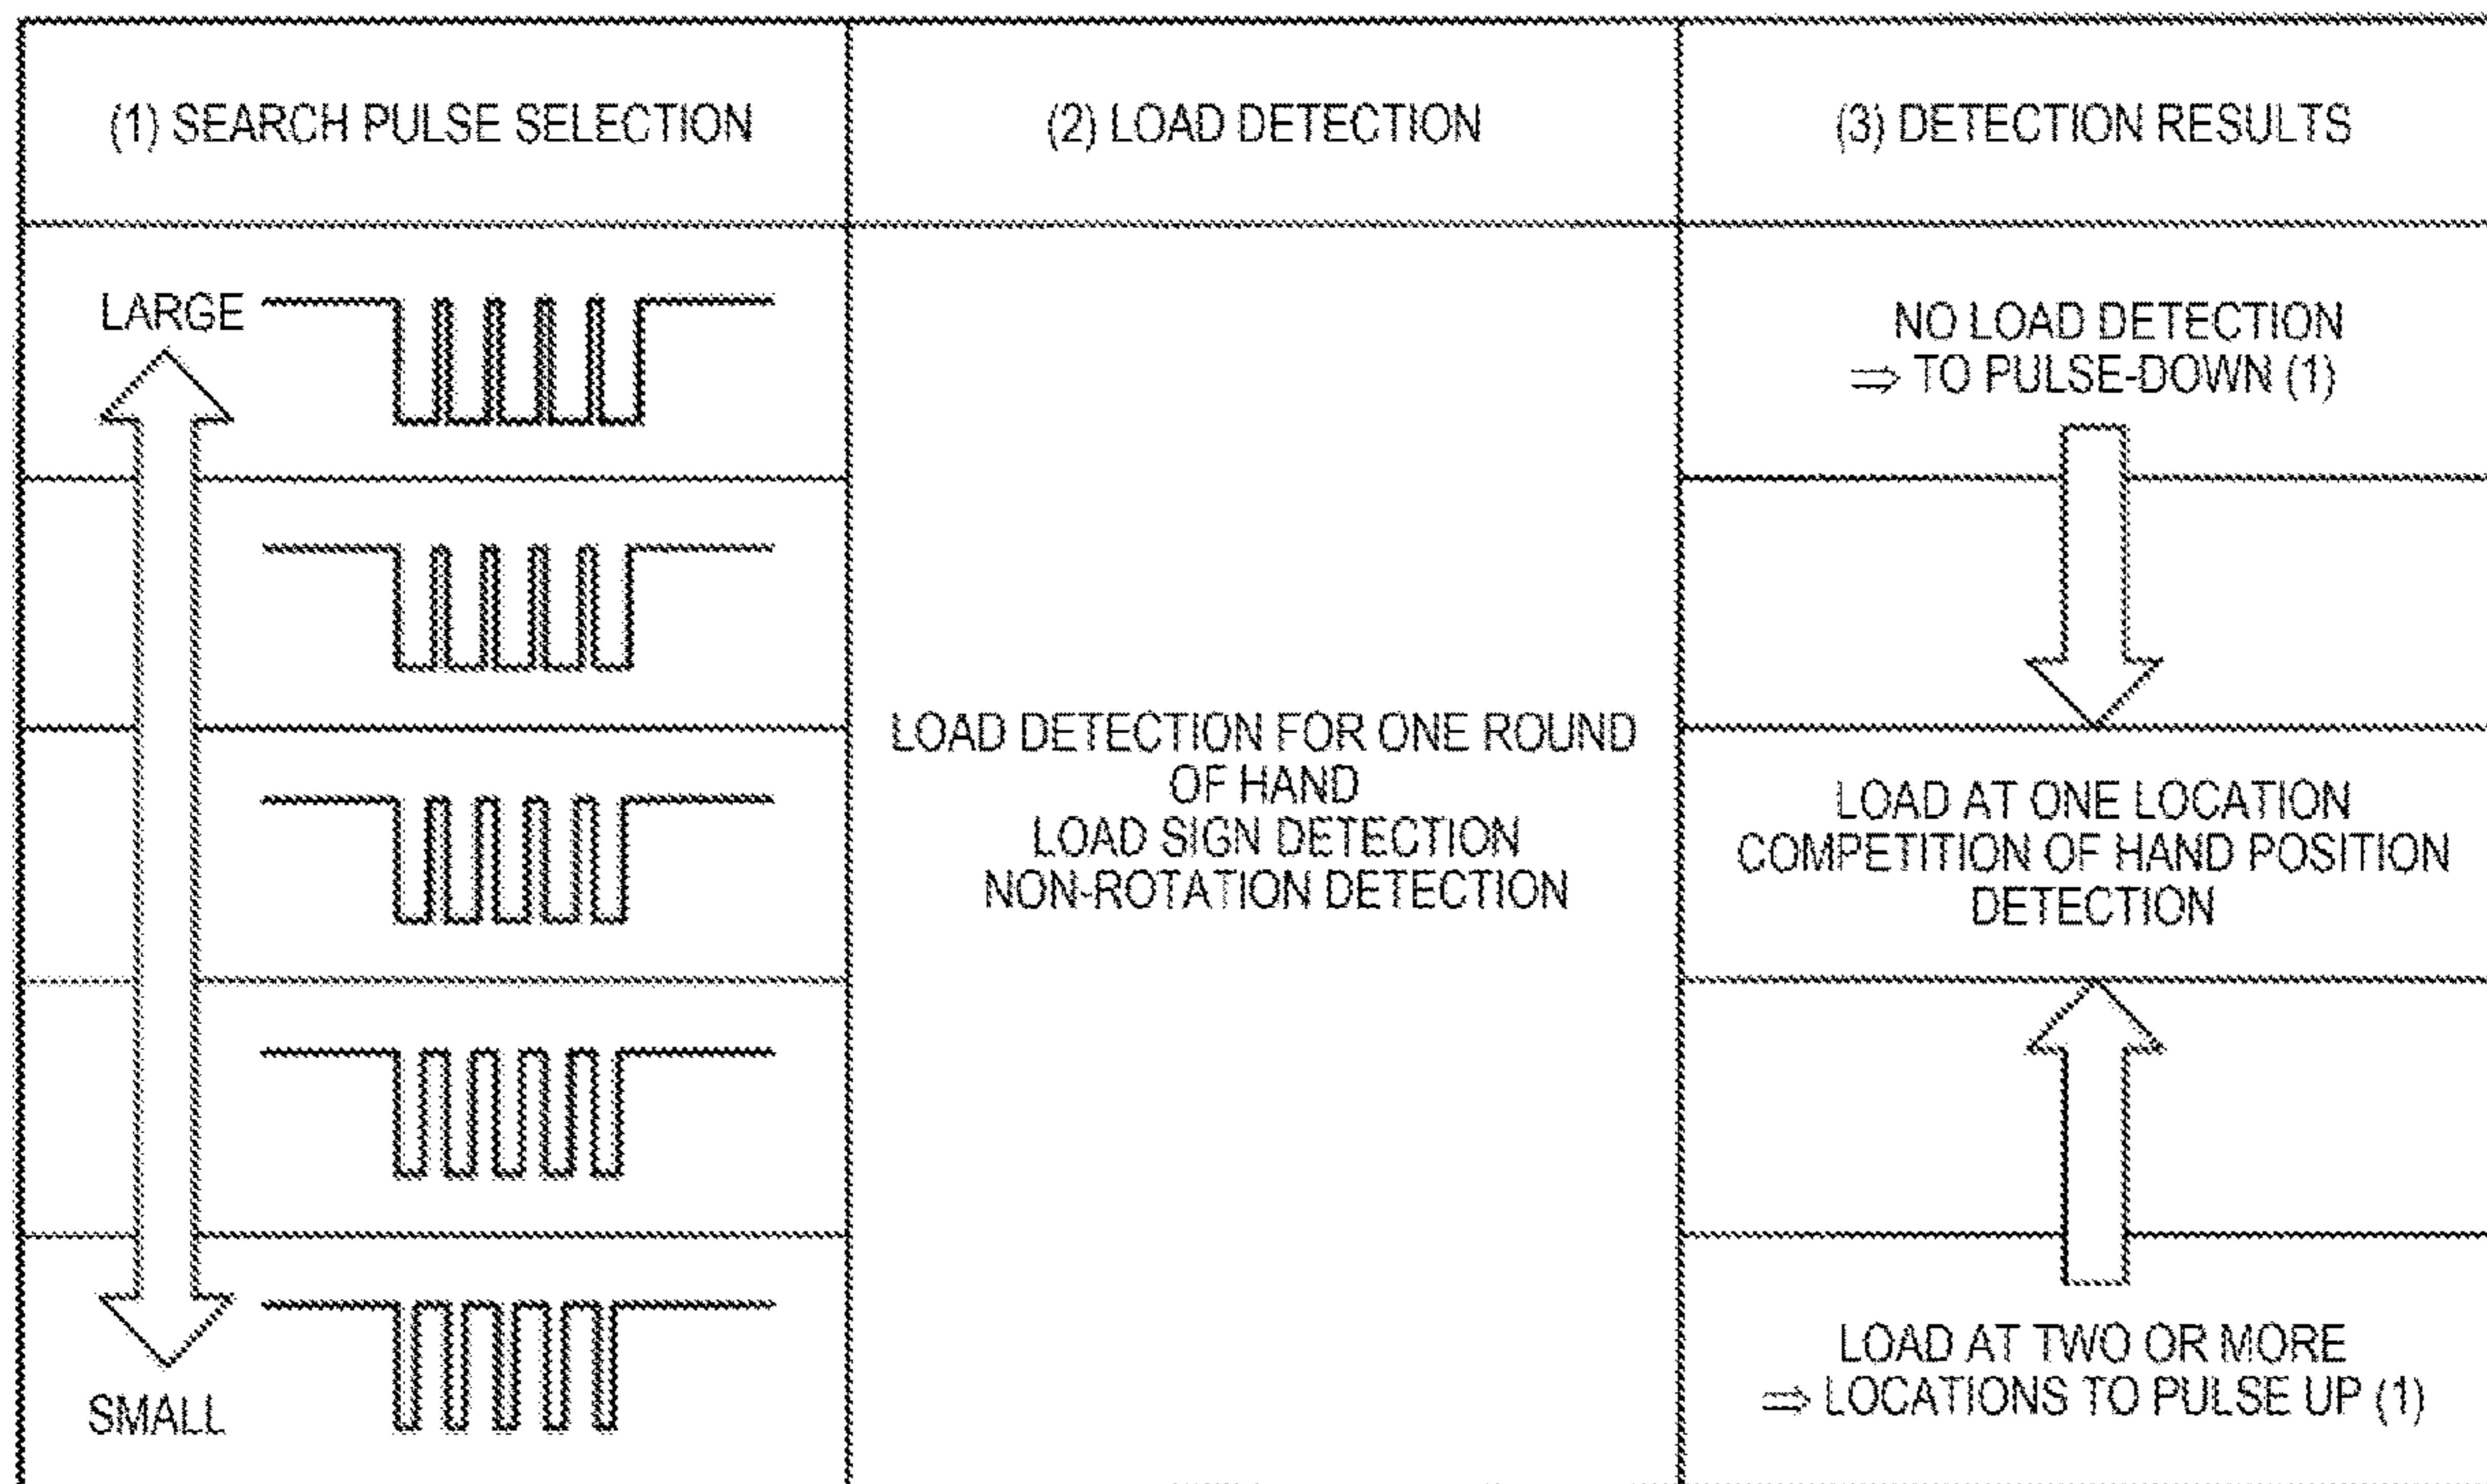 (1) SEARCH PULSE SELECTION
(2) LOAD DETECTION
(3) DETECTION RESULTS
LARGE
SMALL
LOAD DETECTION FOR ONE ROUND
OF HAND
LOAD SIGN DETECTION
NON-ROTATION DETECTION
NO LOAD DETECTION
⇒ TO PULSE-DOWN (1)
LOAD AT ONE LOCATION
COMPETITION OF HAND POSITION
DETECTION
LOAD AT TWO OR MORE
⇒ LOCATIONS TO PULSE UP (1)